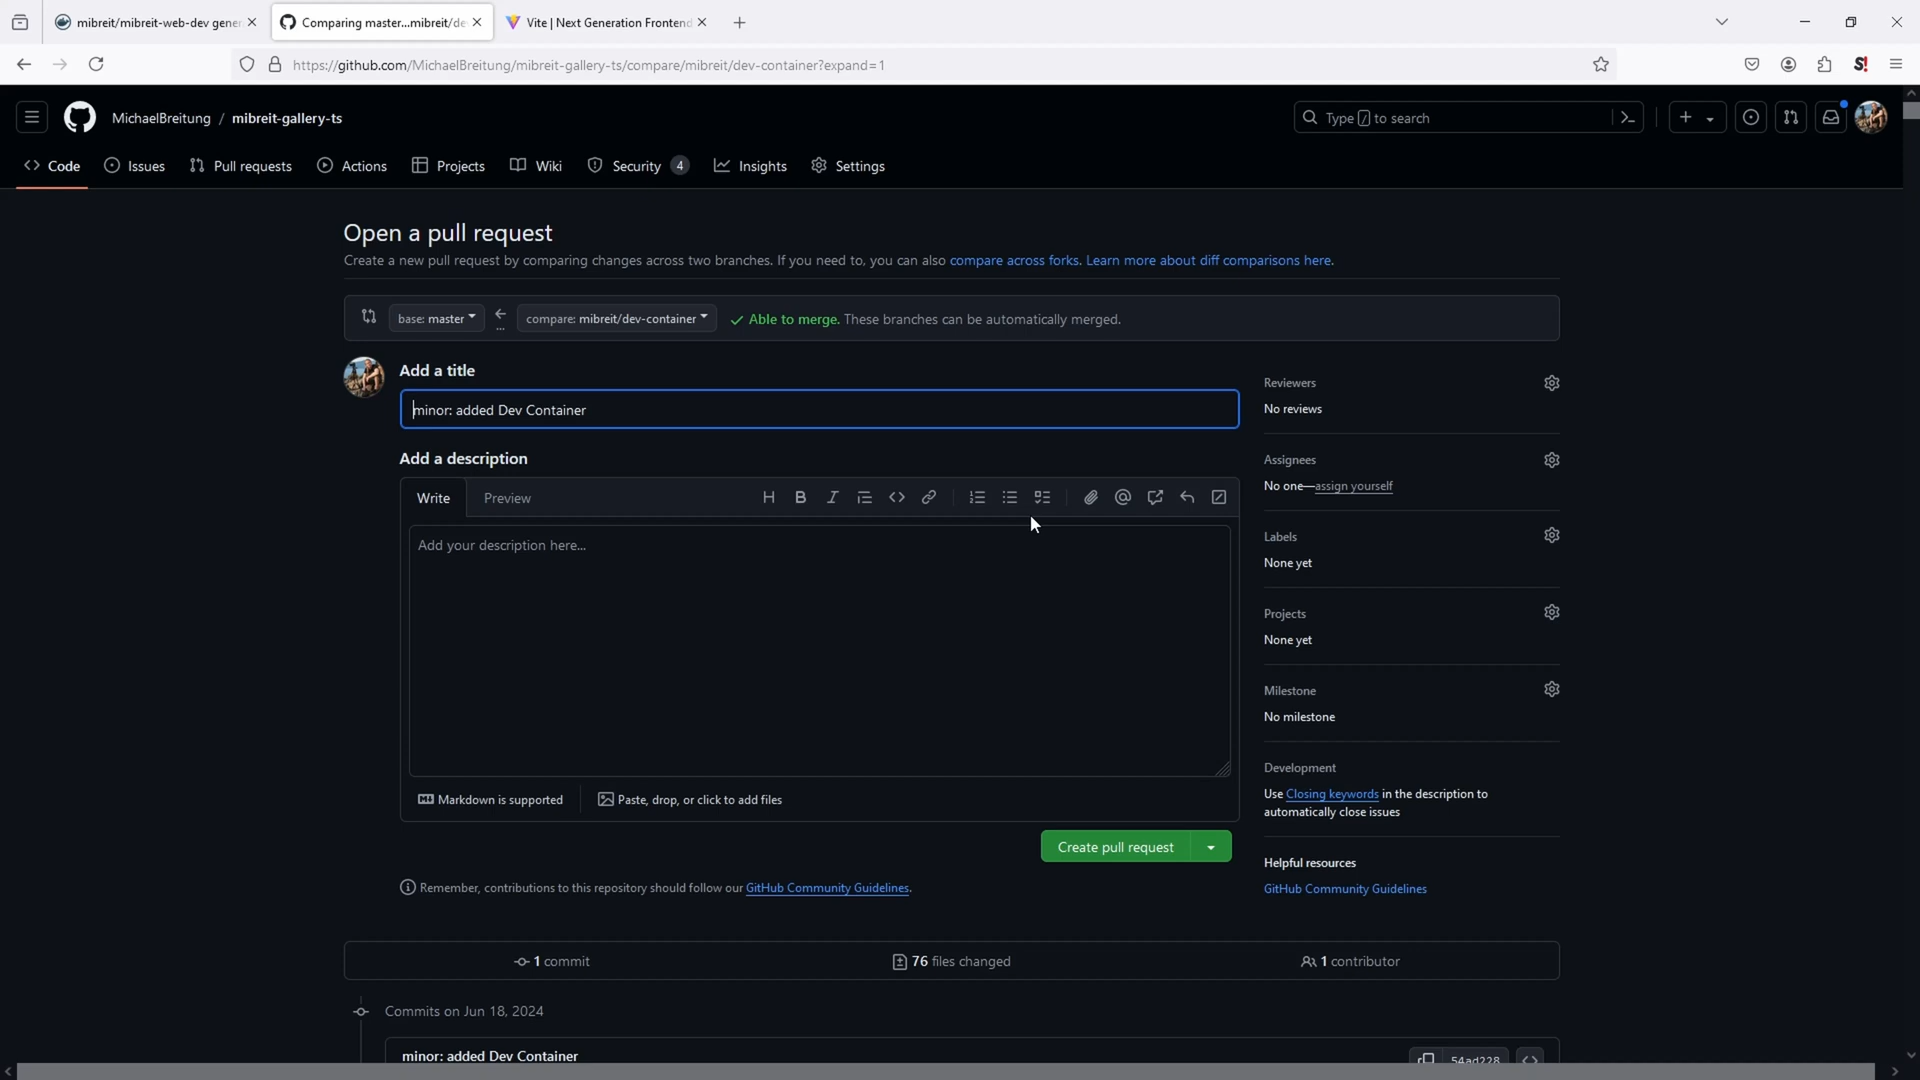 mibreit/mibreit-web-dev gene
Comparing master...mibreit/de
Vite | Next Generation Frontend
https://github.com/MichaelBreitung/mibreit-gallery-ts/compare/mibreit/dev-container?expand=1
S!
MichaelBreitung / mibreit-gallery-ts
Type / to search
Code
Issues
Pull requests
Actions
Projects
Wiki
Security 4
Insights
Settings
Open a pull request
Create a new pull request by comparing changes across two branches. If you need to, you can also compare across forks. Learn more about diff comparisons here.
base: master
compare: mibreit/dev-container
Able to merge. These branches can be automatically merged.
Add a title
minor: added Dev Container
Add a description
Write
Preview
Add your description here...
Markdown is supported
Paste, drop, or click to add files
Create pull request
Remember, contributions to this repository should follow our GitHub Community Guidelines.
Reviewers
No reviews
Assignees
No one—assign yourself
Labels
None yet
Projects
None yet
Milestone
No milestone
Development
Use Closing keywords in the description to
automatically close issues
Helpful resources
GitHub Community Guidelines
1 commit
76 files changed
1 contributor
Commits on Jun 18, 2024
minor: added Dev Container
54ad228